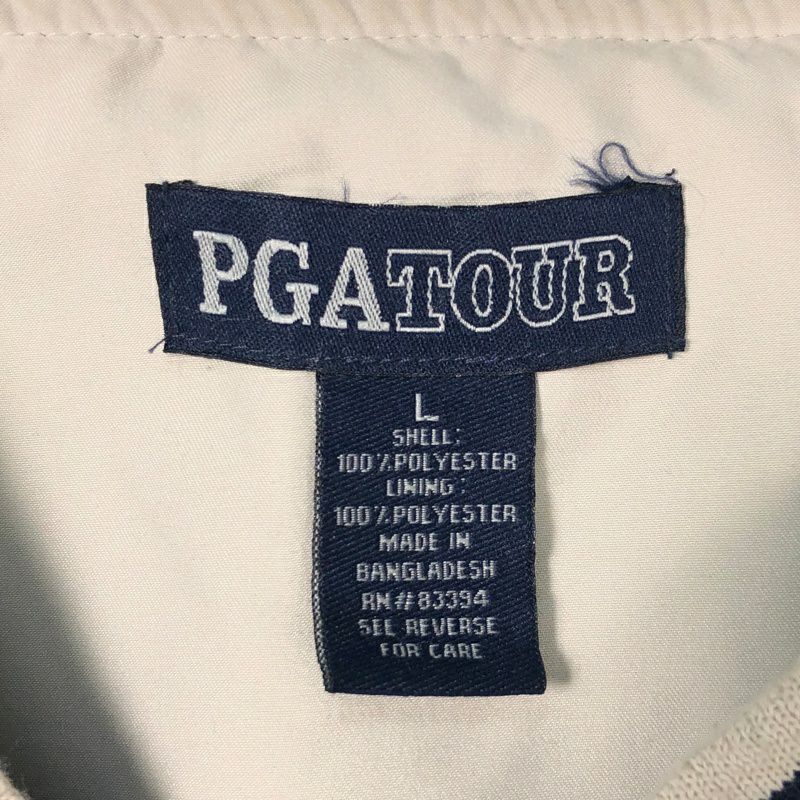 PGATOUR
L
SHELL:
100%POLYESTER
LINING:
100%POLYESTER
MADE IN
BANGLADESH
RN#83394
SEE REVERSE
FOR CARE